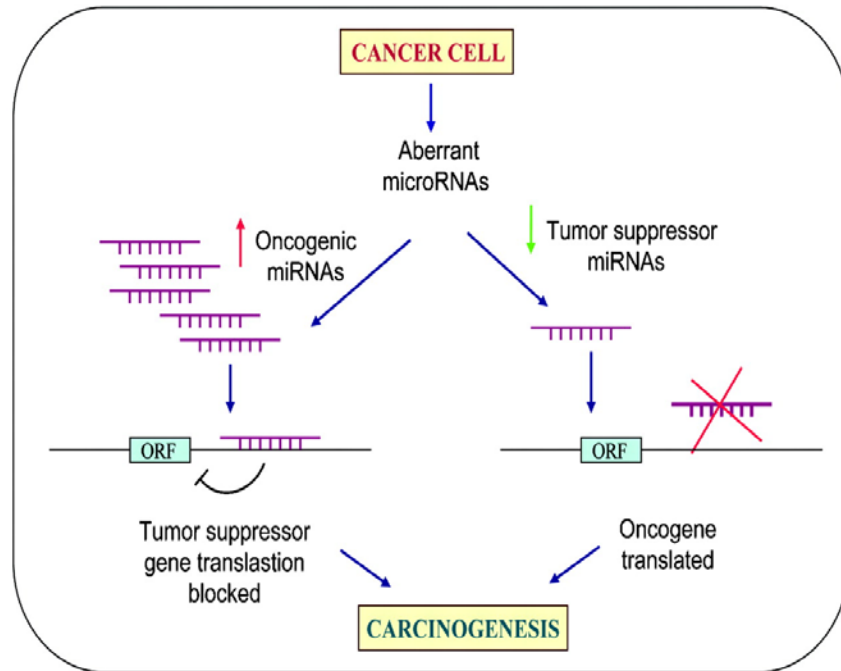 CANCER CELL
Aberrant
microRNAs
Oncogenic
miRNAs
Tumor suppressor
miRNAs
ORF
ORF
Tumor suppressor
gene translastion
blocked
Oncogene
translated
CARCINOGENESIS